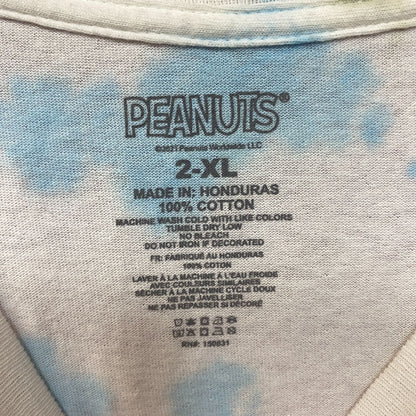 PEANUTS®
©2021 Peanuts Worldwide LLC
2-XL
MADE IN: HONDURAS
100% COTTON
MACHINE WASH COLD WITH LIKE COLORS
TUMBLE DRY LOW
NO BLEACH
DO NOT IRON IF DECORATED
FR: FABRIQUÉ AU HONDURAS
100% COTON
LAVER À LA MACHINE À L'EAU FROIDE
AVEC COULEURS SIMILAIRES
SÉCHER À LA MACHINE CYCLE DOUX
NE PAS JAVELLISER
NE PAS REPASSER SI DÉCORÉ
RN#: 150831